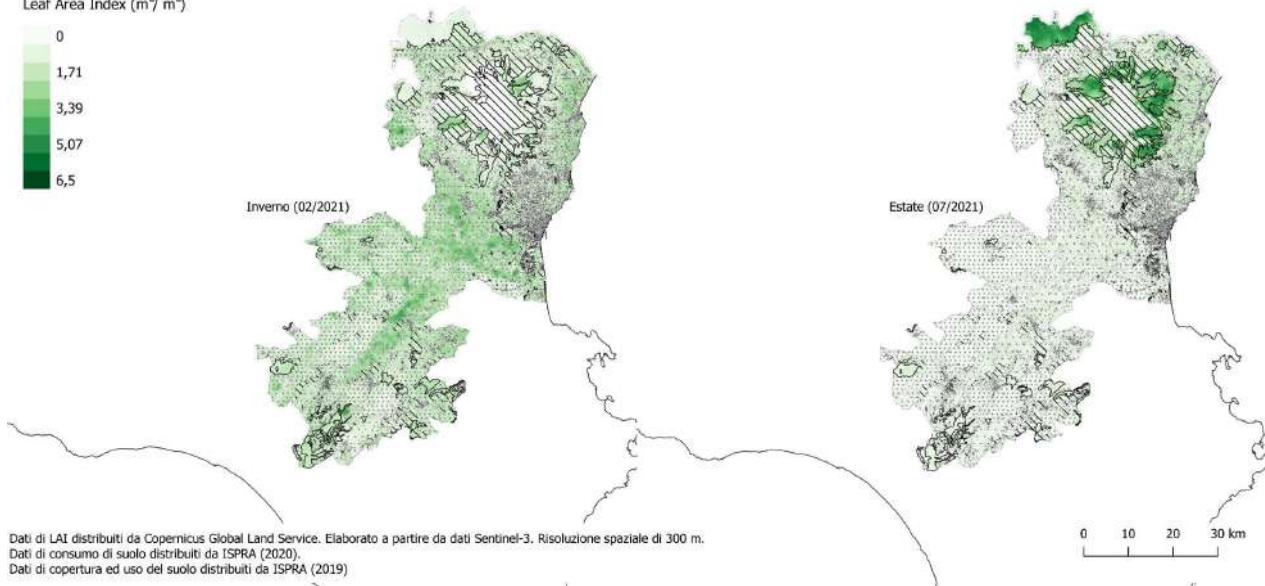 Leaf Area Index (m²/ m²)
0
1,71
3,39
5,07
6,5
Inverno (02/2021)
Estate (07/2021)
Dati di LAI distribuiti da Copernicus Global Land Service. Elaborato a partire da dati Sentinel-3. Risoluzione spaziale di 300 m.
Dati di consumo di suolo distribuiti da ISPRA (2020).
Dati di copertura ed uso del suolo distribuiti da ISPRA (2019)
0 10 20 30 km